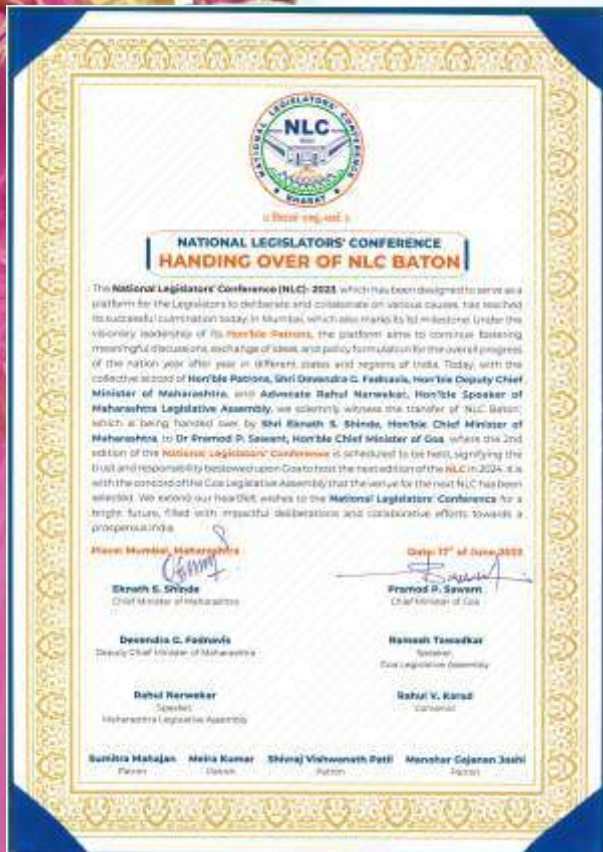 NATIONAL LEGISLATORS' CONFERENCE
NLC
BHARAT
NATIONAL LEGISLATORS' CONFERENCE
HANDING OVER OF NLC BATON
The National Legislators' Conference (NLC)- 2023, which has been designed to serve as a
platform for the Legislators to deliberate and collaborate on various causes, has reached
its successful culmination today in Mumbai, which also marks its 1st milestone. Under the
visionary leadership of its Hon'ble Patrons, the platform aims to continue fostering
meaningful discussions, exchange of ideas, and policy formulation for the overall progress
of the nation year after year in different states and regions of India. Today, with the
collective accord of Hon'ble Patrons, Shri Devendra G. Fadnavis, Hon'ble Deputy Chief
Minister of Maharashtra, and Advocate Rahul Narwekar, Hon'ble Speaker of
Maharashtra Legislative Assembly, we solemnly witness the transfer of 'NLC Baton',
which is being handed over by Shri Eknath S. Shinde, Hon'ble Chief Minister of
Maharashtra, to Dr Pramod P. Sawant, Hon'ble Chief Minister of Goa, where the 2nd
edition of the National Legislators' Conference is scheduled to be held, signifying the
trust and responsibility bestowed upon Goa to host the next edition of the NLC in 2024. It is
with the concord of the Goa Legislative Assembly that the venue for the next NLC has been
selected. We extend our heartfelt wishes to the National Legislators' Conference for a
bright future, filled with impactful deliberations and collaborative efforts towards a
prosperous India.
Place: Mumbai, Maharashtra Date: 17th of June 2023
Eknath S. Shinde Pramod P. Sawant
Chief Minister of Maharashtra Chief Minister of Goa
Devendra G. Fadnavis Ramesh Tawadkar
Deputy Chief Minister of Maharashtra Speaker,
Goa Legislative Assembly
Rahul Narwekar Rahul V. Karad
Speaker, Convener
Maharashtra Legislative Assembly
Sumitra Mahajan Meira Kumar Shivraj Vishwanath Patil Manohar Gajanan Joshi
Patron Patron Patron Patron